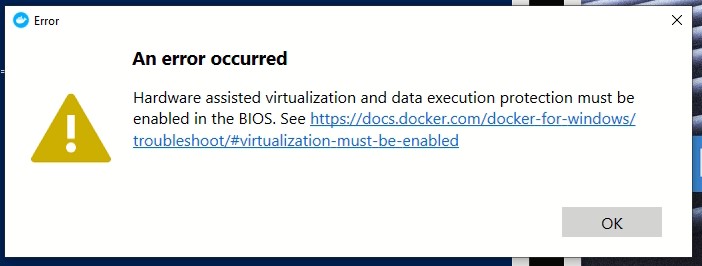 Error
An error occurred
Hardware assisted virtualization and data execution protection must be
enabled in the BIOS. See https://docs.docker.com/docker-for-windows/
troubleshoot/#virtualization-must-be-enabled
OK